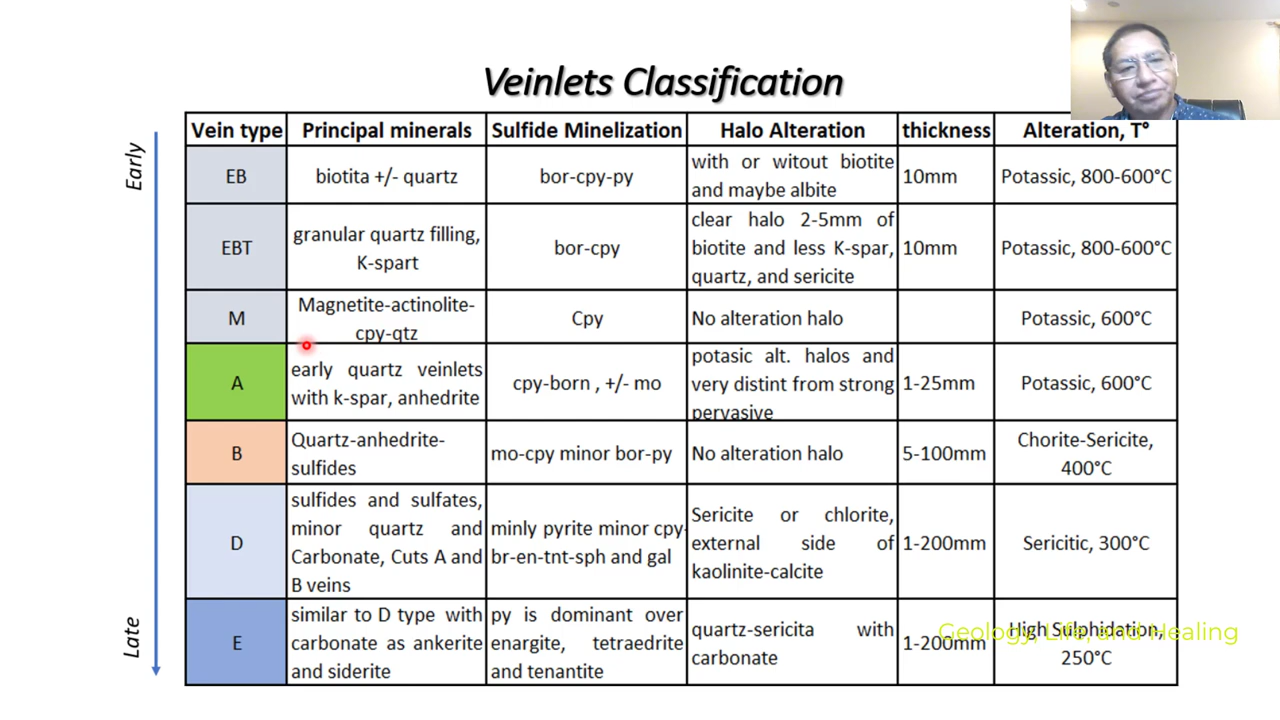 Veinlets Classification
Early
Late
Vein type
Principal minerals
Sulfide Minelization
Halo Alteration
thickness
Alteration, T°
EB
biotita +/- quartz
bor-cpy-py
with or witout biotite
and maybe albite
10mm
Potassic, 800-600°C
EBT
granular quartz filling,
K-spart
bor-cpy
clear halo 2-5mm of
biotite and less K-spar,
quartz, and sericite
10mm
Potassic, 800-600°C
M
Magnetite-actinolite-
cpy-qtz
Cpy
No alteration halo
Potassic, 600°C
A
early quartz veinlets
with k-spar, anhedrite
cpy-born , +/- mo
potasic alt. halos and
very distint from strong
pervasive
1-25mm
Potassic, 600°C
B
Quartz-anhedrite-
sulfides
mo-cpy minor bor-py
No alteration halo
5-100mm
Chorite-Sericite,
400°C
D
sulfides and sulfates,
minor quartz and
Carbonate, Cuts A and
B veins
minly pyrite minor cpy-
br-en-tnt-sph and gal
Sericite or chlorite,
external side of
kaolinite-calcite
1-200mm
Sericitic, 300°C
E
similar to D type with
carbonate as ankerite
and siderite
py is dominant over
enargite, tetraedrite
and tenantite
quartz-sericita with
carbonate
1-200mm
High Sulphidation,
250°C
Geology, Life, and Healing